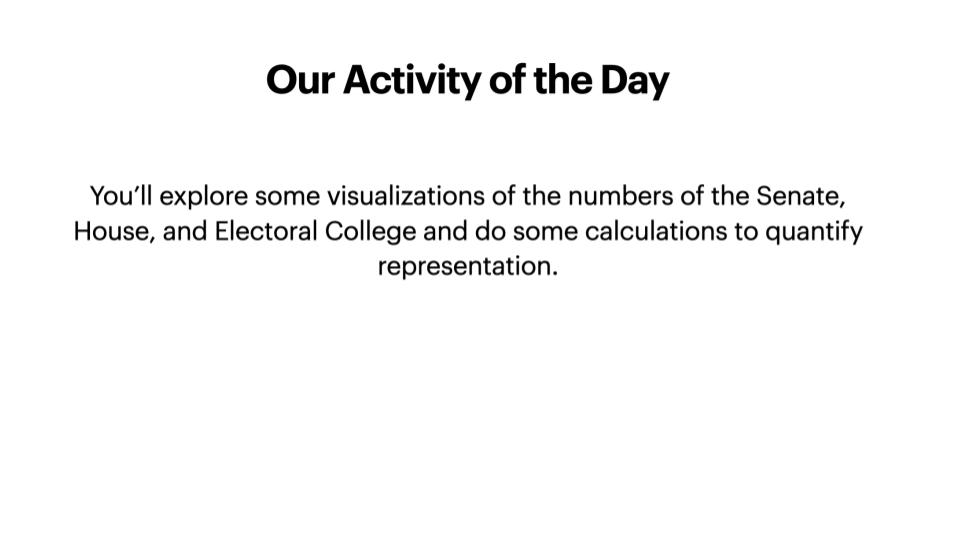 Our Activity of the Day
You’ll explore some visualizations of the numbers of the Senate,
House, and Electoral College and do some calculations to quantify
representation.